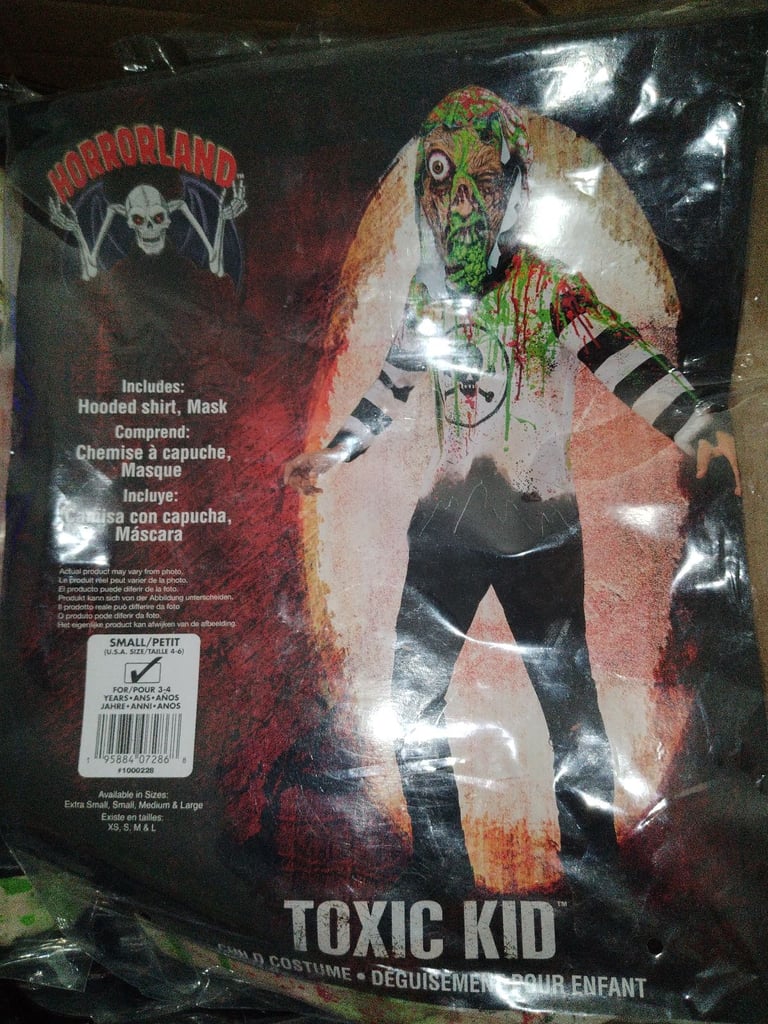 HORRORLAND
Includes:
Hooded shirt, Mask
Comprend:
Chemise à capuche,
Masque
Incluye:
Camisa con capucha,
Máscara
Actual product may vary from photo.
Le produit réel peut varier de la photo.
El producto puede diferir de la foto.
Produkt kann sich von der Abbildung unterscheiden.
Il prodotto reale può differire da foto
O produto pode diferir da foto.
Het eigenlijke product kan afwijken van de afbeelding.
SMALL/PETIT
(U.S.A. SIZE/TAILLE 4-6)
FOR/POUR 3-4
YEARS•ANS•AÑOS
JAHRE•ANNI•ANOS
1 95884 07286 8
#1000228
Available in Sizes:
Extra Small, Small, Medium & Large
Existe en tailles:
XS, S, M & L
TOXIC KID™
CHILD COSTUME • DÉGUISEMENT POUR ENFANT